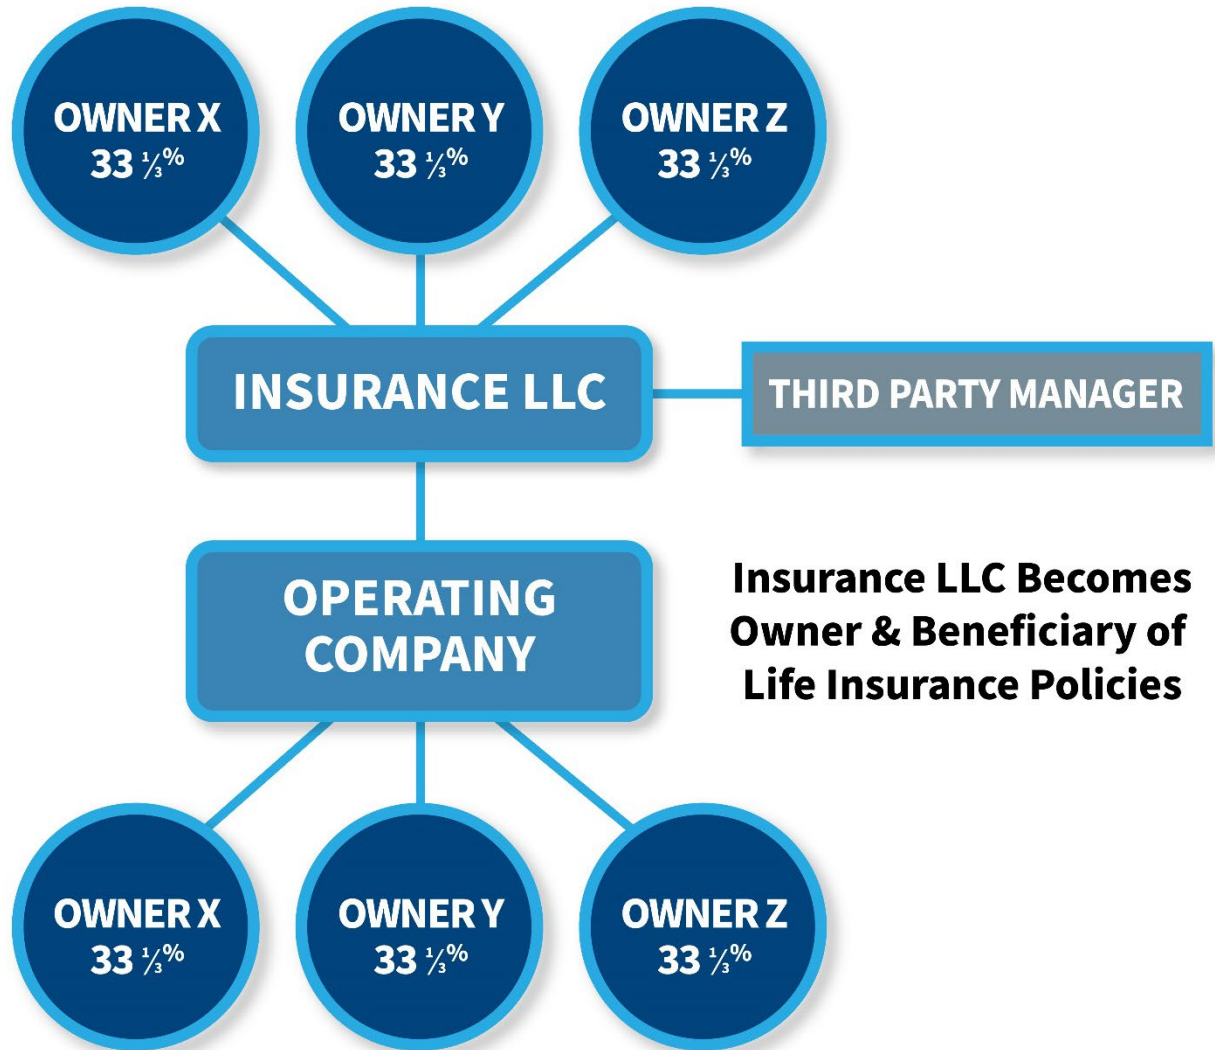 OWNER X
33 ⅓%
OWNER Y
33 ⅓%
OWNER Z
33 ⅓%
INSURANCE LLC
THIRD PARTY MANAGER
OPERATING
COMPANY
Insurance LLC Becomes
Owner & Beneficiary of
Life Insurance Policies
OWNER X
33 ⅓%
OWNER Y
33 ⅓%
OWNER Z
33 ⅓%